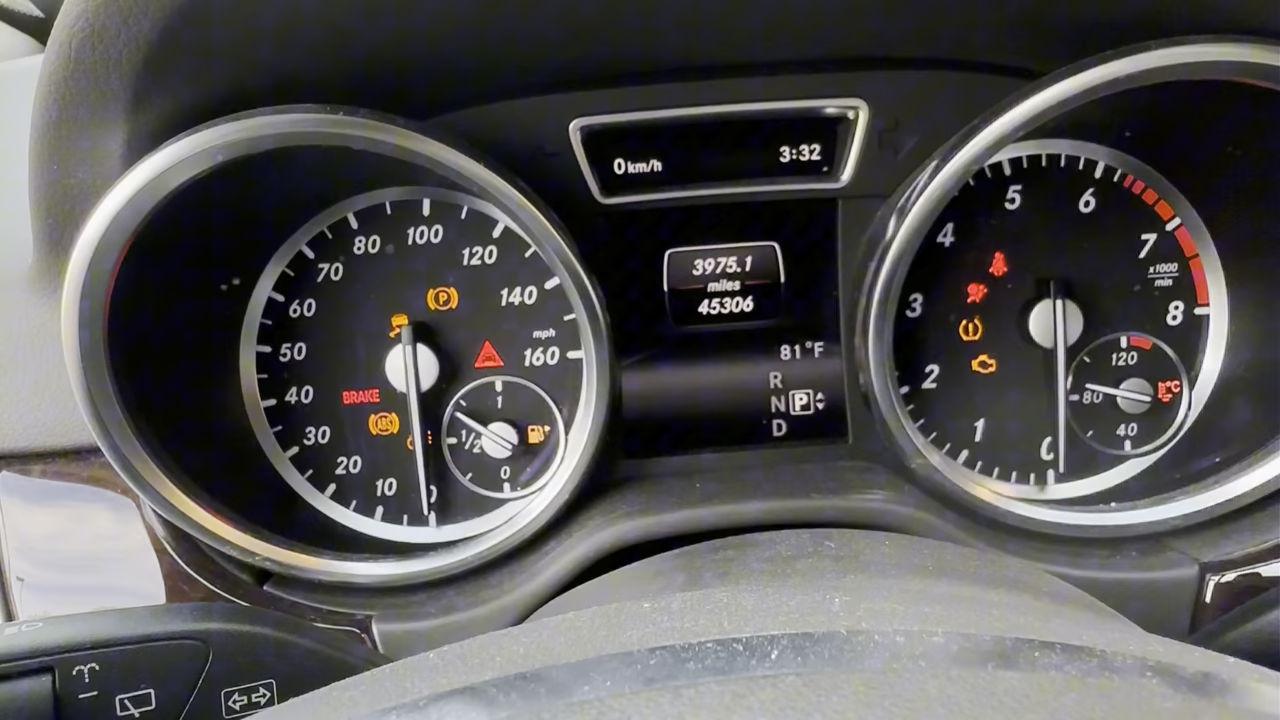 0 km/h 3:32
3975.1
miles
45306
81°F
R
N P
D
10
20
30
40
50
60
70
80
100
120
140
160
mph
P
BRAKE
ABS
1
1/2
0
0
1
2
3
4
5
6
7
8
x1000
min
120
80
40
°C